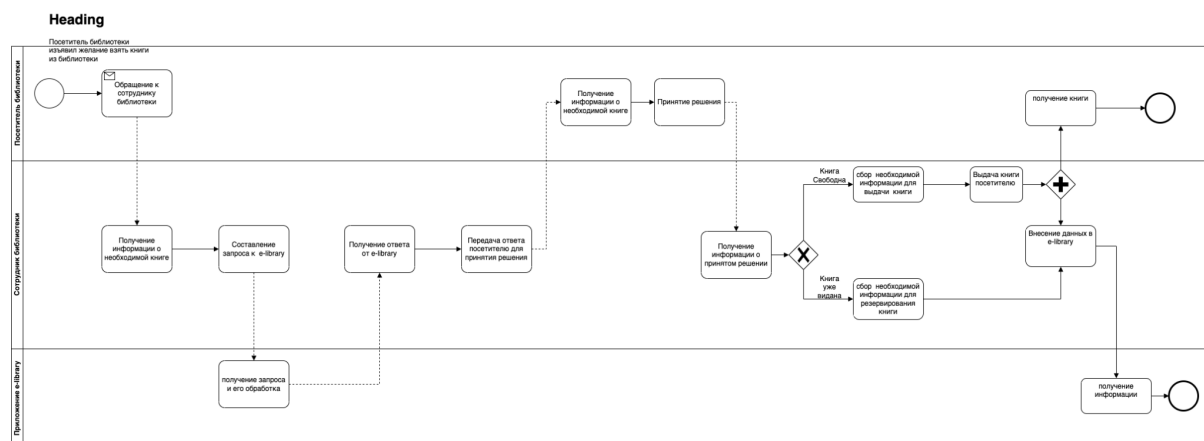 Heading
Посетитель библиотеки
изъявил желание взять книги
из библиотеки
Посетитель библиотеки
Обращение к
сотруднику
библиотеки
Получение
информации о
необходимой книге
Принятие решения
получение книги
Сотрудник библиотеки
Получение
информации о
необходимой книге
Составление
запроса к e-library
Получение ответа
от e-library
Передача ответа
посетителю для
принятия решения
Получение
информации о
принятом решении
Книга
Свободна
сбор необходимой
информации для
выдачи книги
Выдача книги
посетителю
Внесение данных в
e-library
Книга
уже
видана
сбор необходимой
информации для
резервирования
книги
Приложение e-library
получение запроса
и его обработка
получение
информации